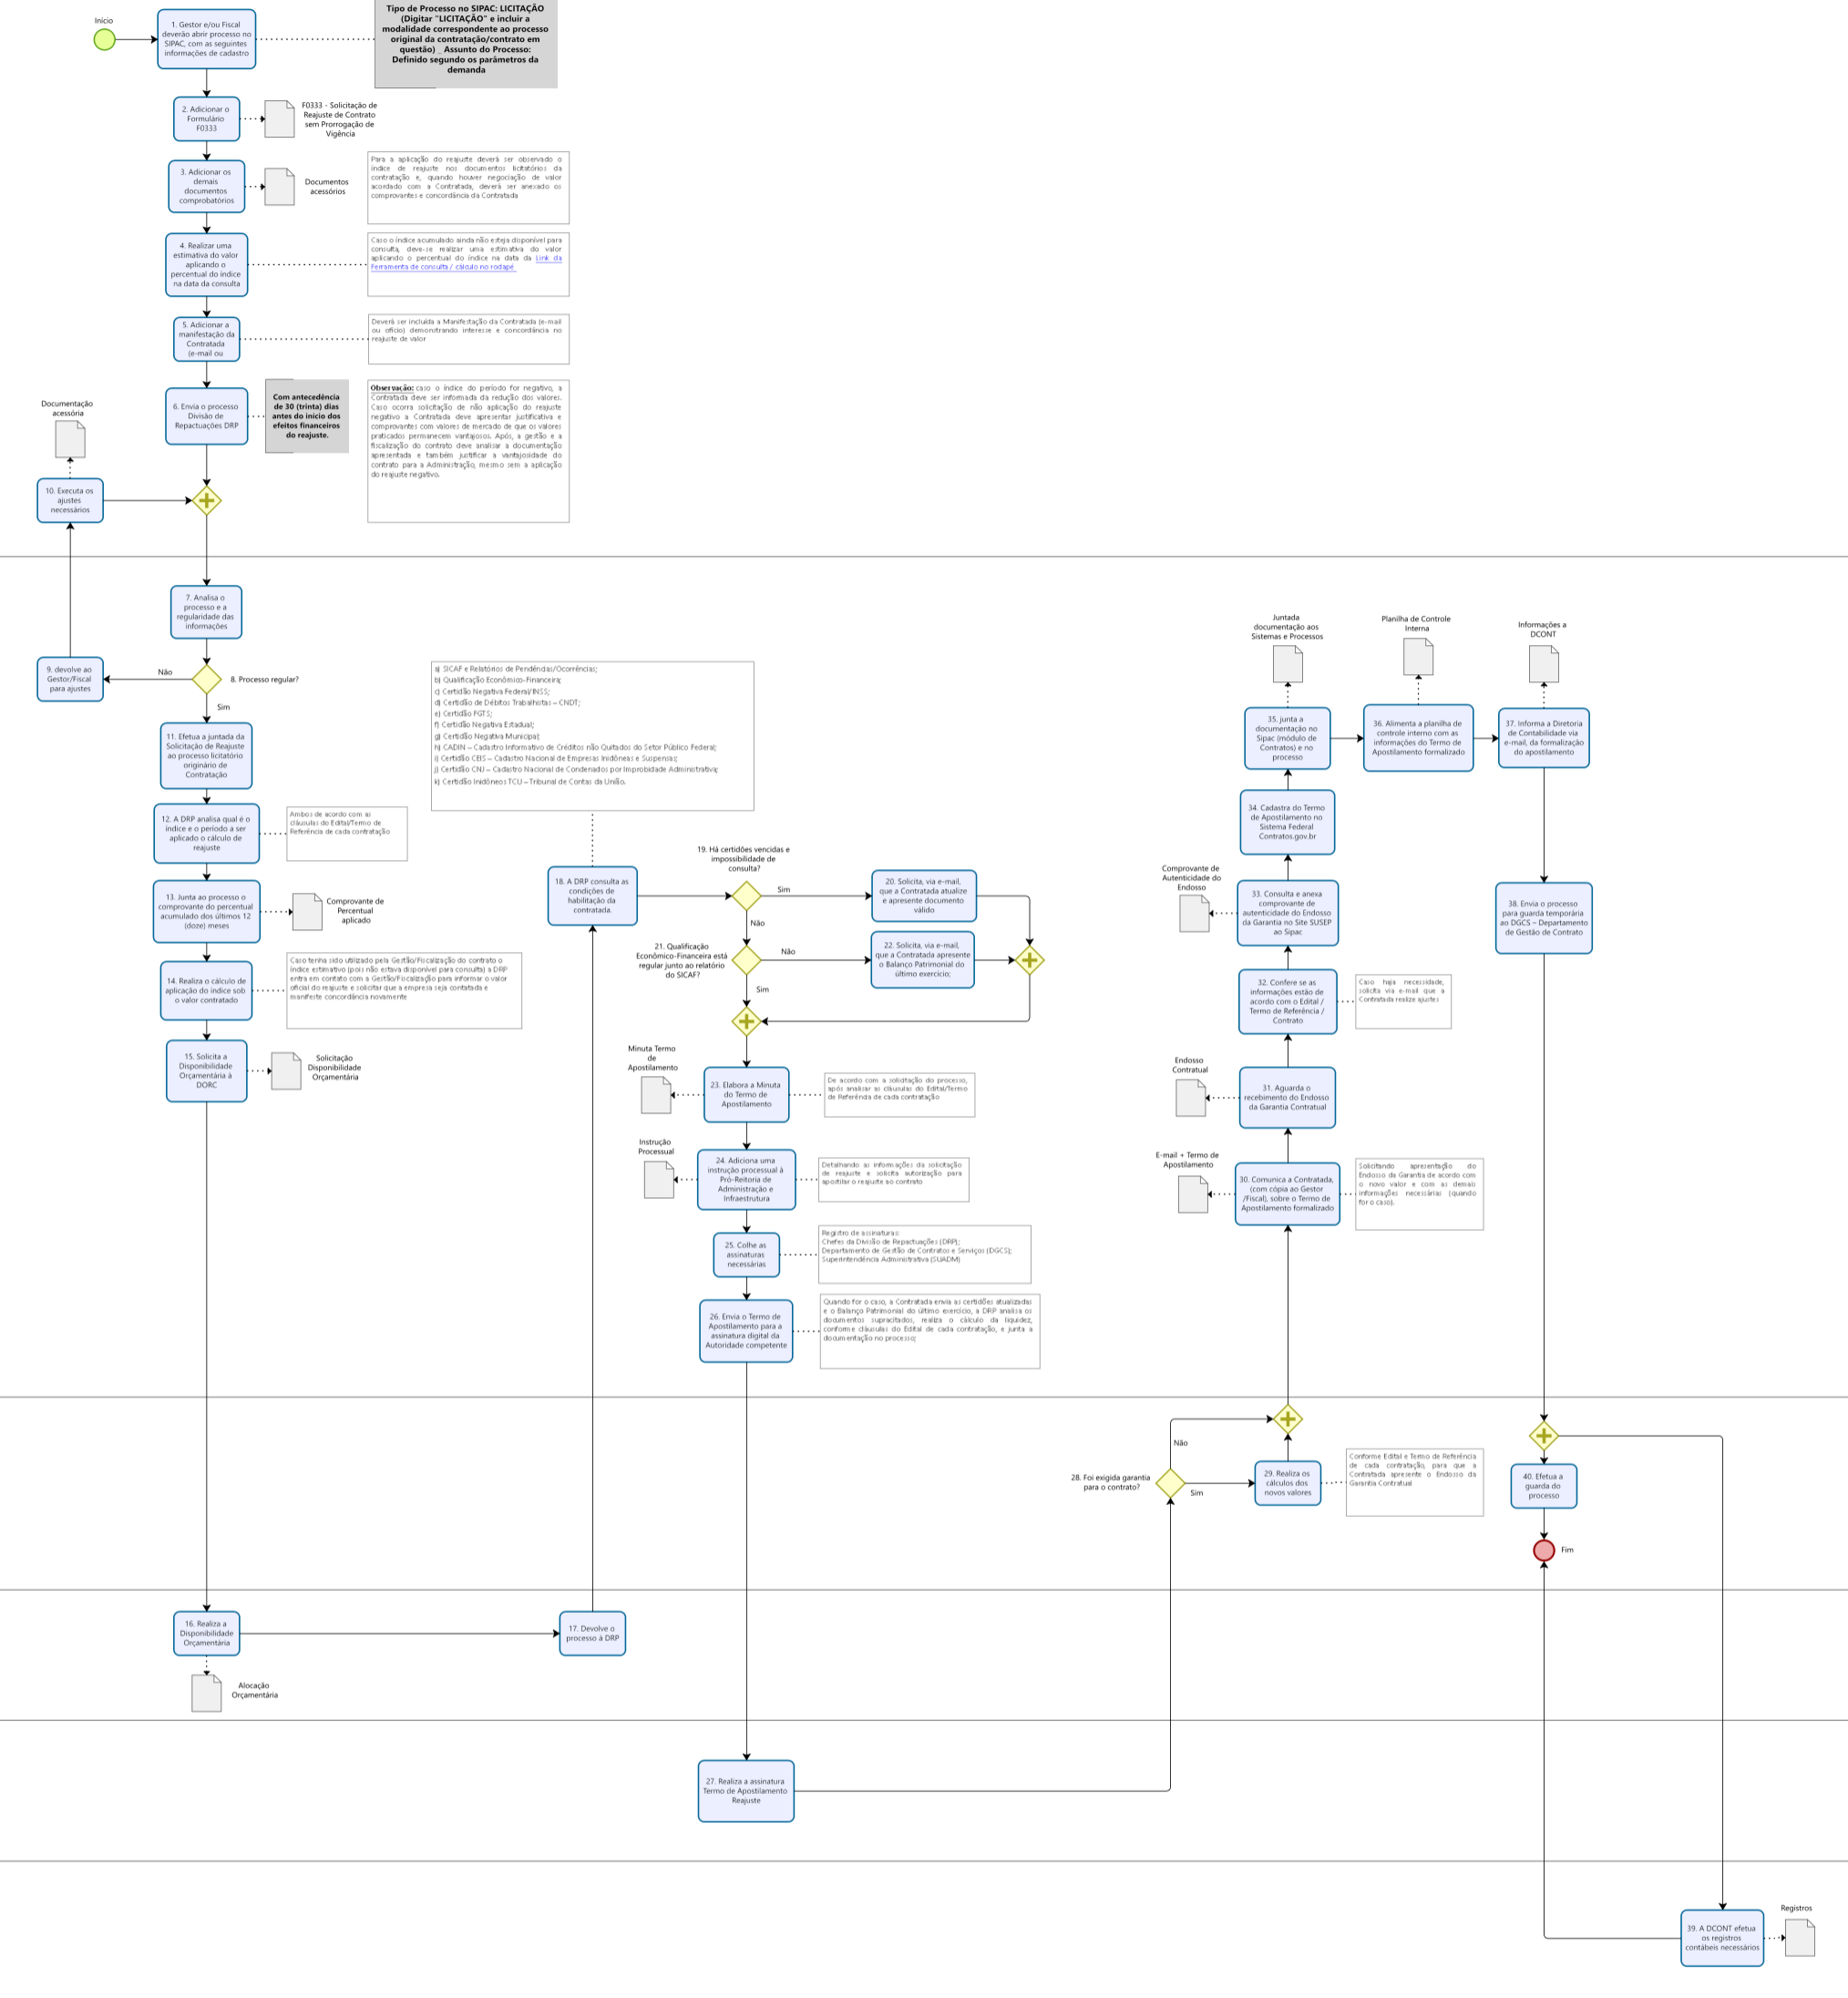 Início
1. Gestor e/ou Fiscal
deverão abrir processo no
SIPAC, com as seguintes
informações de cadastro
Tipo de Processo no SIPAC: LICITAÇÃO
(Digitar "LICITAÇÃO" e incluir a
modalidade correspondente ao processo
original da contratação/contrato em
questão) _ Assunto do Processo:
Definido segundo os parâmetros da
demanda
2. Adicionar o
Formulário
F0333
F0333 - Solicitação de
Reajuste de Contrato
sem Prorrogação de
Vigência
3. Adicionar os
demais
documentos
comprobatórios
Documentos
acessórios
Para a aplicação do reajuste deverá ser observado o
índice de reajuste nos documentos licitatórios da
contratação e, quando houver negociação de valor
acordado com a Contratada, deverá ser anexado os
comprovantes e concordância da Contratada
4. Realizar uma
estimativa do valor
aplicando o
percentual do índice
na data da consulta
Caso o índice acumulado ainda não esteja disponível para
consulta, deve-se realizar uma estimativa do valor
aplicando o percentual do índice na data da Link da
Ferramenta de consulta / cálculo no rodapé
5. Adicionar a
manifestação da
Contratada
(e-mail ou
Deverá ser incluída a Manifestação da Contratada (e-mail
ou ofício) demonstrando interesse e concordância no
reajuste de valor
6. Envia o processo
Divisão de
Repactuações DRP
Com antecedência
de 30 (trinta) dias
antes do início dos
efeitos financeiros
do reajuste.
Observação: caso o índice do período for negativo, a
Contratada deve ser informada da redução dos valores.
Caso ocorra solicitação de não aplicação do reajuste
negativo a Contratada deve apresentar justificativa e
comprovantes com valores de mercado de que os valores
praticados permanecem vantajosos. Após, a gestão e a
fiscalização do contrato deve analisar a documentação
apresentada e também justificar a vantajosidade do
contrato para a Administração, mesmo sem a aplicação
do reajuste negativo.
Documentação
acessória
10. Executa os
ajustes
necessários
7. Analisa o
processo e a
regularidade das
informações
9. devolve ao
Gestor/Fiscal
para ajustes
Não
8. Processo regular?
Sim
11. Efetua a juntada da
Solicitação de Reajuste
ao processo licitatório
originário de
Contratação
12. A DRP analisa qual é o
índice e o período a ser
aplicado o cálculo de
reajuste
Ambos de acordo com as
cláusulas do Edital/Termo de
Referência de cada contratação
13. Junta ao processo o
comprovante do percentual
acumulado dos últimos 12
(doze) meses
Comprovante de
Percentual
aplicado
14. Realiza o cálculo de
aplicação do índice sob
o valor contratado
Caso tenha sido utilizado pela Gestão/Fiscalização do contrato o
índice estimativo (pois não estava disponível para consulta) a DRP
entra em contato com a Gestão/Fiscalização para informar o valor
oficial do reajuste e solicitar que a empresa seja contatada e
manifeste concordância novamente
15. Solicita a
Disponibilidade
Orçamentária à
DORC
Solicitação
Disponibilidade
Orçamentária
16. Realiza a
Disponibilidade
Orçamentária
Alocação
Orçamentária
17. Devolve o
processo à DRP
a) SICAF e Relatórios de Pendências/Ocorrências;
b) Qualificação Econômico-Financeira;
c) Certidão Negativa Federal/INSS;
d) Certidão de Débitos Trabalhistas – CNDT;
e) Certidão FGTS;
f) Certidão Negativa Estadual;
g) Certidão Negativa Municipal;
h) CADIN – Cadastro Informativo de Créditos não Quitados do Setor Público Federal;
i) Certidão CEIS – Cadastro Nacional de Empresas Inidôneas e Suspensas;
j) Certidão CNJ – Cadastro Nacional de Condenados por Improbidade Administrativa;
k) Certidão Inidôneos TCU – Tribunal de Contas da União.
18. A DRP consulta as
condições de
habilitação da
contratada.
19. Há certidões vencidas e
impossibilidade de
consulta?
Sim
20. Solicita, via e-mail,
que a Contratada atualize
e apresente documento
válido
Não
21. Qualificação
Econômico-Financeira está
regular junto ao relatório
do SICAF?
Não
22. Solicita, via e-mail,
que a Contratada apresente
o Balanço Patrimonial do
último exercício;
Sim
Minuta Termo
de
Apostilamento
23. Elabora a Minuta
do Termo de
Apostilamento
De acordo com a solicitação do processo,
após analisar as cláusulas do Edital/Termo
de Referência de cada contratação
Instrução
Processual
24. Adiciona uma
instrução processual à
Pró-Reitoria de
Administração e
Infraestrutura
Detalhando as informações da solicitação
de reajuste e solicita autorização para
apostilar o reajuste ao contrato
25. Colhe as
assinaturas
necessárias
Registro de assinaturas:
Chefes da Divisão de Repactuações (DRP);
Departamento de Gestão de Contratos e Serviços (DGCS);
Superintendência Administrativa (SUADM)
26. Envia o Termo de
Apostilamento para a
assinatura digital da
Autoridade competente
Quando for o caso, a Contratada envia as certidões atualizadas
e o Balanço Patrimonial do último exercício, a DRP analisa os
documentos supracitados, realiza o cálculo da liquidez,
conforme cláusulas do Edital de cada contratação, e junta a
documentação no processo;
27. Realiza a assinatura
Termo de Apostilamento
Reajuste
28. Foi exigida garantia
para o contrato?
Não
Sim
29. Realiza os
cálculos dos
novos valores
Conforme Edital e Termo de Referência
de cada contratação, para que a
Contratada apresente o Endosso da
Garantia Contratual
E-mail + Termo de
Apostilamento
30. Comunica a Contratada,
(com cópia ao Gestor
/Fiscal), sobre o Termo de
Apostilamento formalizado
Solicitando apresentação do
Endosso da Garantia de acordo com
o novo valor e com as demais
informações necessárias (quando
for o caso).
Endosso
Contratual
31. Aguarda o
recebimento do Endosso
da Garantia Contratual
32. Confere se as
informações estão de
acordo com o Edital /
Termo de Referência /
Contrato
Caso haja necessidade,
solicita via e-mail que a
Contratada realize ajustes
Comprovante de
Autenticidade do
Endosso
33. Consulta e anexa
comprovante de
autenticidade do Endosso
da Garantia no Site SUSEP
ao Sipac
34. Cadastra do Termo
de Apostilamento no
Sistema Federal
Contratos.gov.br
Juntada
documentação aos
Sistemas e Processos
35. junta a
documentação no
Sipac (módulo de
Contratos) e no
processo
Planilha de Controle
Interna
36. Alimenta a planilha de
controle interno com as
informações do Termo de
Apostilamento formalizado
Informações a
DCONT
37. Informa a Diretoria
de Contabilidade via
e-mail, da formalização
do apostilamento
38. Envia o processo
para guarda temporária
ao DGCS – Departamento
de Gestão de Contrato
40. Efetua a
guarda do
processo
Fim
39. A DCONT efetua
os registros
contábeis necessários
Registros